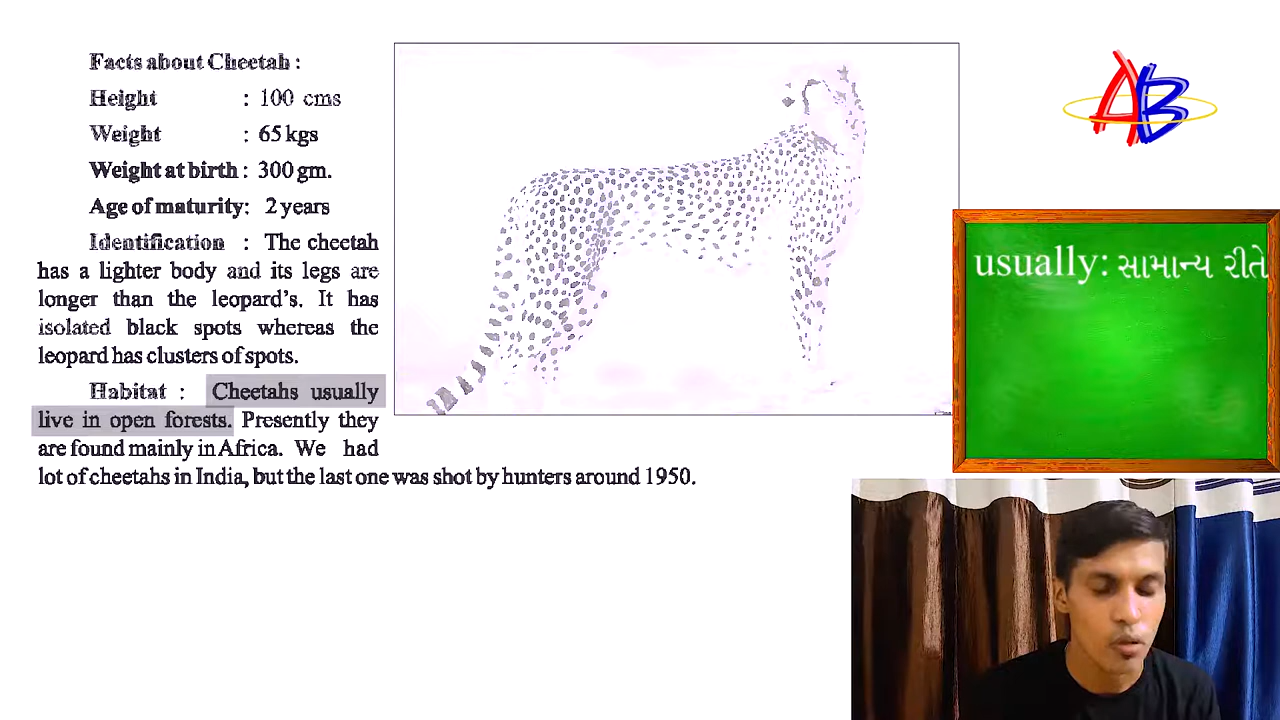 Facts about Cheetah :
Height : 100 cms
Weight : 65 kgs
Weight at birth : 300 gm.
Age of maturity: 2 years
Identification : The cheetah
has a lighter body and its legs are
longer than the leopard's. It has
isolated black spots whereas the
leopard has clusters of spots.
Habitat : Cheetahs usually
live in open forests. Presently they
are found mainly in Africa. We had
lot of cheetahs in India, but the last one was shot by hunters around 1950.
AB
usually: સામાન્ય રીતે